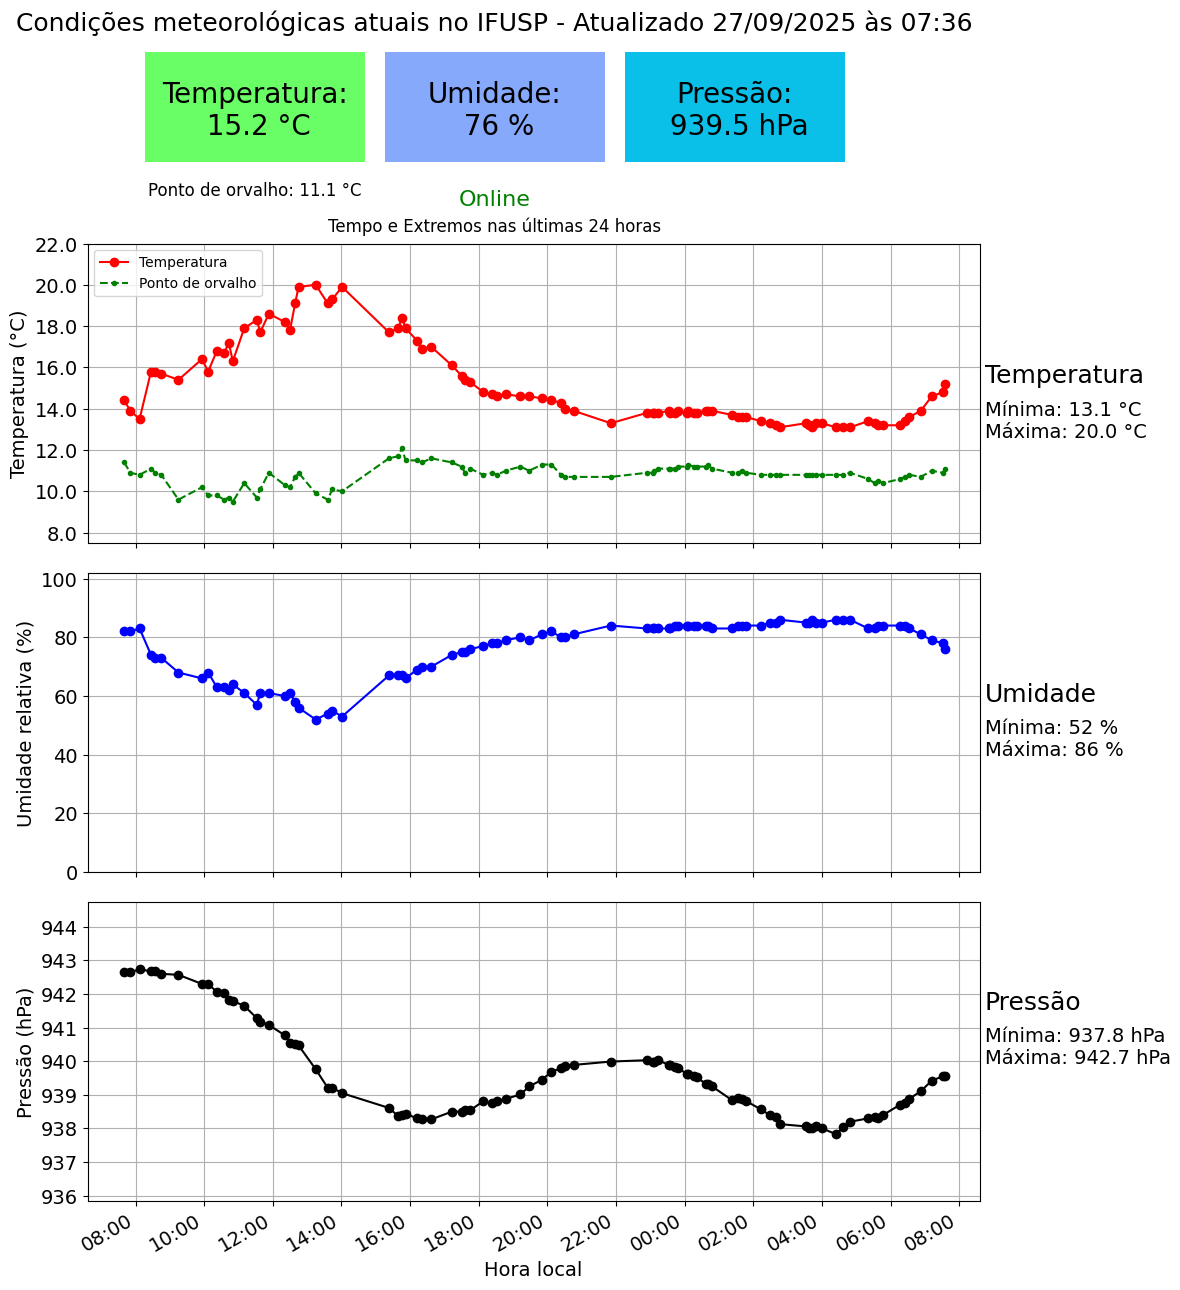 Condições meteorológicas atuais no IFUSP - Atualizado 27/09/2025 às 07:36
Temperatura:
15.2 °C
Umidade:
76 %
Pressão:
939.5 hPa
Ponto de orvalho: 11.1 °C
Online
Tempo e Extremos nas últimas 24 horas
Temperatura (°C)
22.0
20.0
18.0
16.0
14.0
12.0
10.0
8.0
Temperatura
Ponto de orvalho
Temperatura
Mínima: 13.1 °C
Máxima: 20.0 °C
Umidade relativa (%)
100
80
60
40
20
0
Umidade
Mínima: 52 %
Máxima: 86 %
Pressão (hPa)
944
943
942
941
940
939
938
937
936
Pressão
Mínima: 937.8 hPa
Máxima: 942.7 hPa
08:00
10:00
12:00
14:00
16:00
18:00
20:00
22:00
00:00
02:00
04:00
06:00
08:00
Hora local